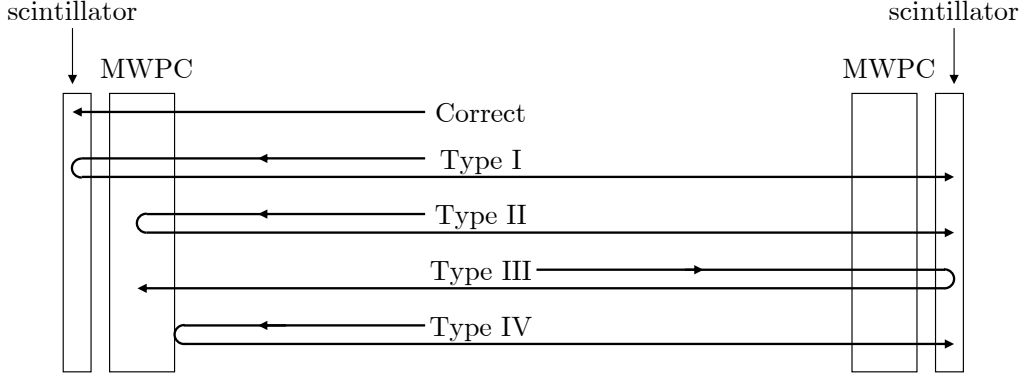 scintillator
scintillator
MWPC
MWPC
Correct
Type I
Type II
Type III
Type IV